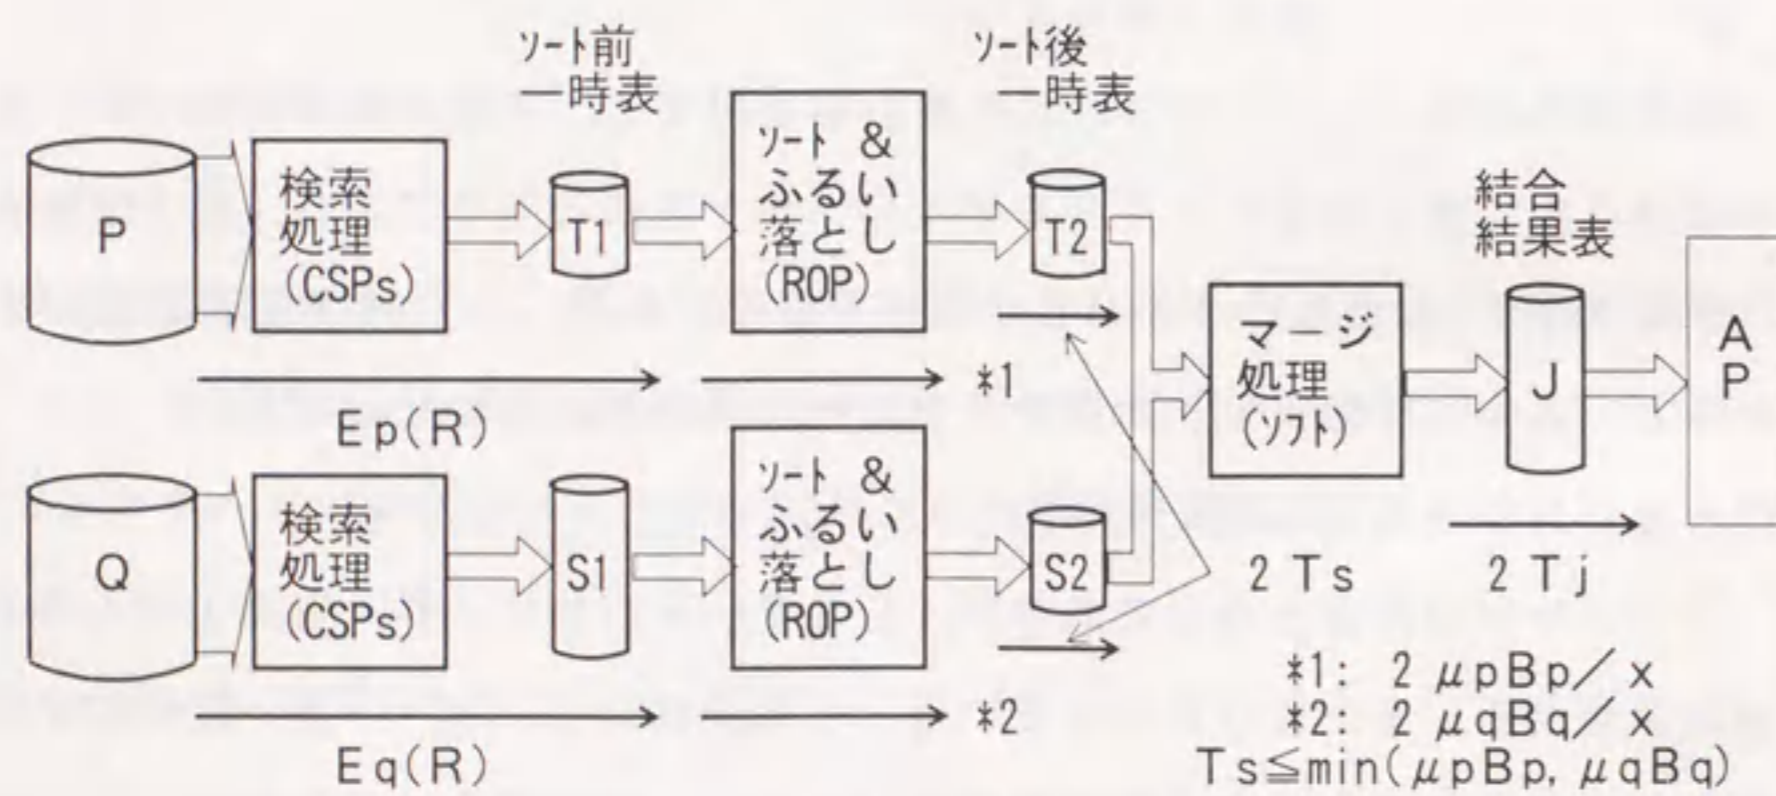 ソート前
一時表
ソート後
一時表
P
検索
処理
(CSPs)
T1
ソート &
ふるい
落とし
(ROP)
T2
結合
結果表
マージ
処理
(ソフト)
J
A
P
Ep(R)
*1
Q
検索
処理
(CSPs)
S1
ソート &
ふるい
落とし
(ROP)
S2
2 Ts
2 Tj
Eq(R)
*2
*1: 2 μpBp/x
*2: 2 μqBq/x
Ts≦min(μpBp, μqBq)